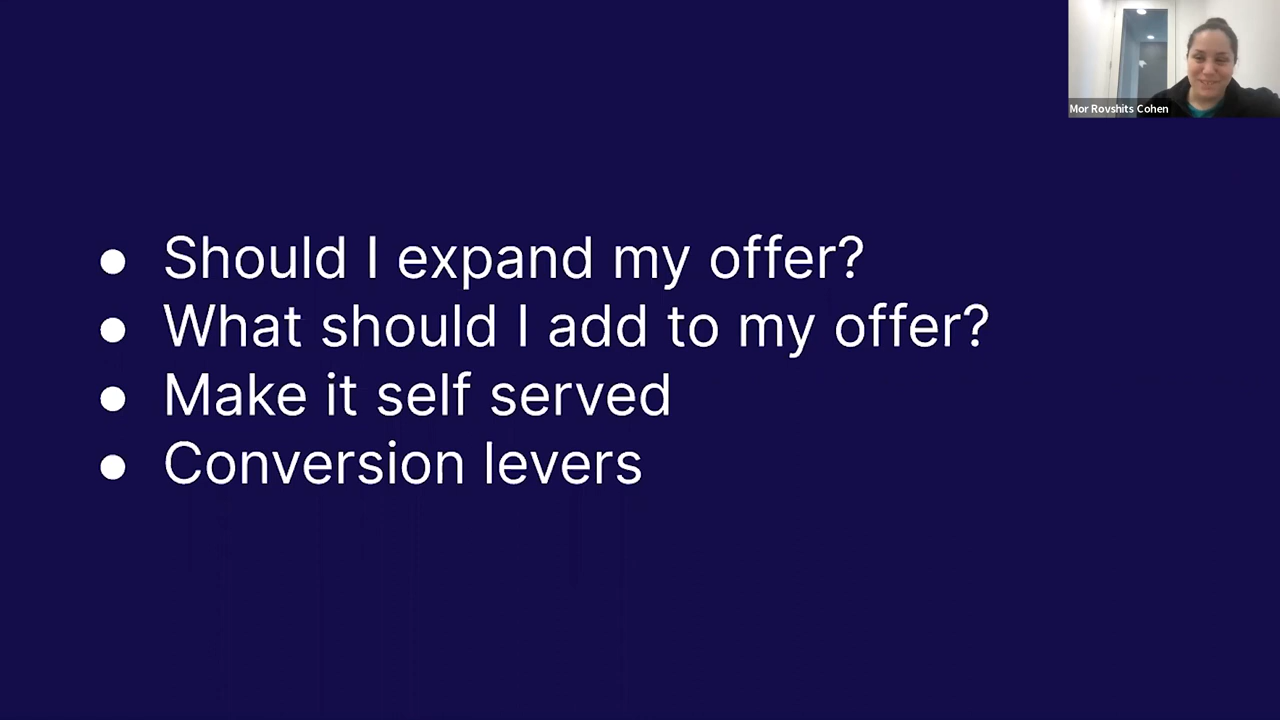 Mor Rovshits Cohen
● Should I expand my offer?
● What should I add to my offer?
● Make it self served
● Conversion levers